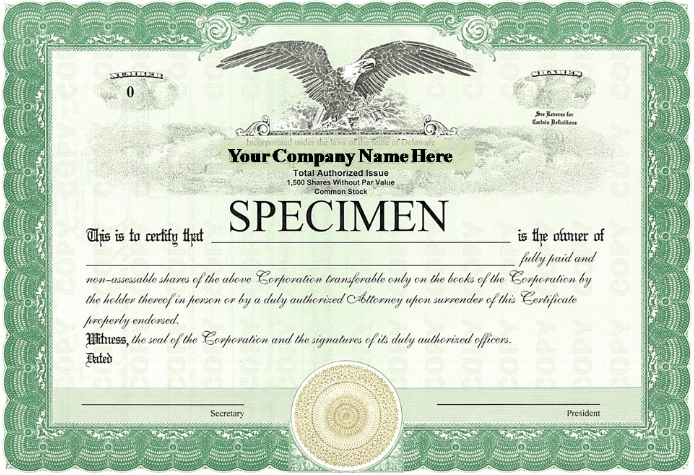 NUMBER
0
SHARES
See Reverse for
Certain Definitions
Incorporated under the laws of the State of Delaware
Your Company Name Here
Total Authorized Issue
1,500 Shares Without Par Value
Common Stock
SPECIMEN
This is to certify that is the owner of
fully paid and
non-assessable shares of the above Corporation transferable only on the books of the Corporation by
the holder thereof in person or by a duly authorized Attorney upon surrender of this Certificate
properly endorsed.
Witness, the seal of the Corporation and the signatures of its duly authorized officers.
Dated
Secretary
President
COPY